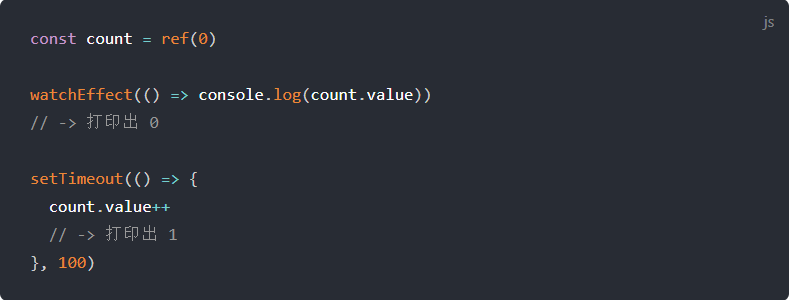 js
const count = ref(0)
watchEffect(() => console.log(count.value))
// -> 打印出 0
setTimeout(() => {
count.value++
// -> 打印出 1
}, 100)